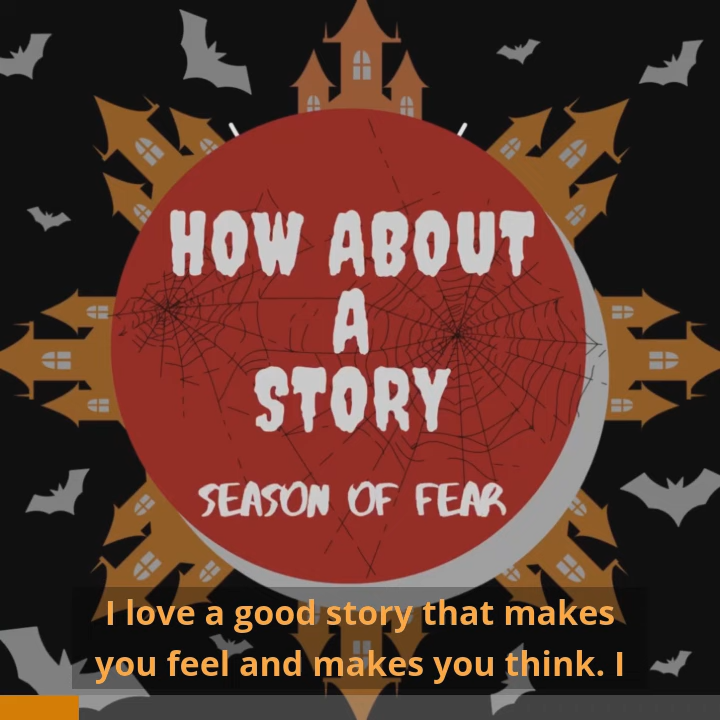 HOW ABOUT
A
STORY
SEASON OF FEAR
I love a good story that makes
you feel and makes you think. I